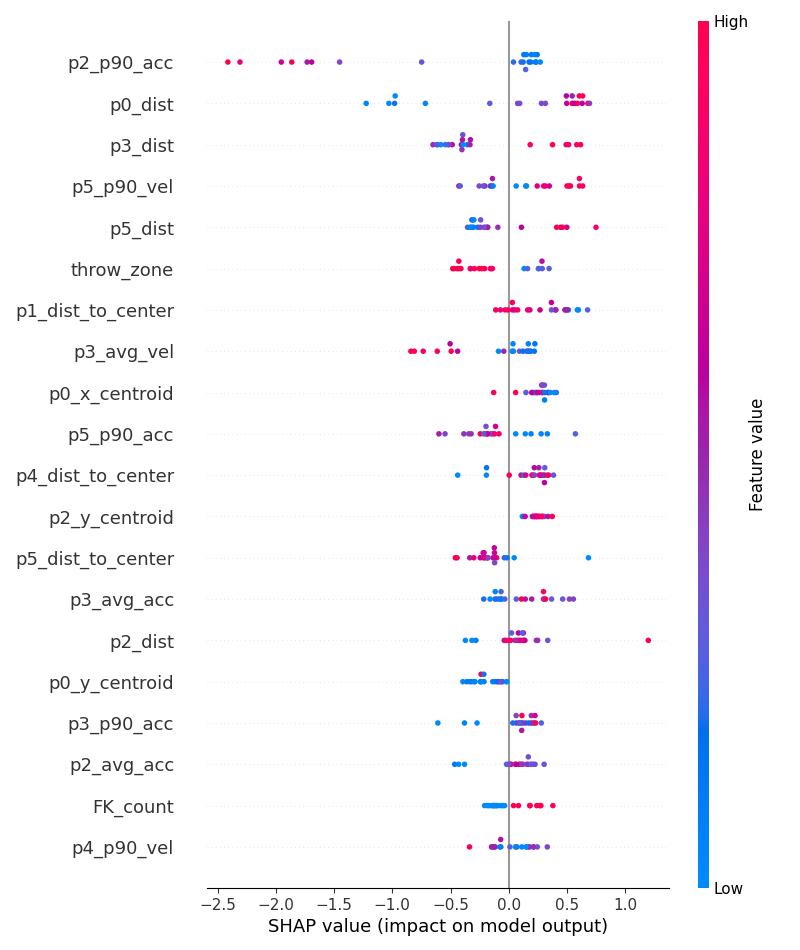 High
p2_p90_acc
p0_dist
p3_dist
p5_p90_vel
p5_dist
throw_zone
p1_dist_to_center
p3_avg_vel
p0_x_centroid
p5_p90_acc
p4_dist_to_center
p2_y_centroid
p5_dist_to_center
p3_avg_acc
p2_dist
p0_y_centroid
p3_p90_acc
p2_avg_acc
FK_count
p4_p90_vel
Feature value
Low
−2.5 −2.0 −1.5 −1.0 −0.5 0.0 0.5 1.0
SHAP value (impact on model output)